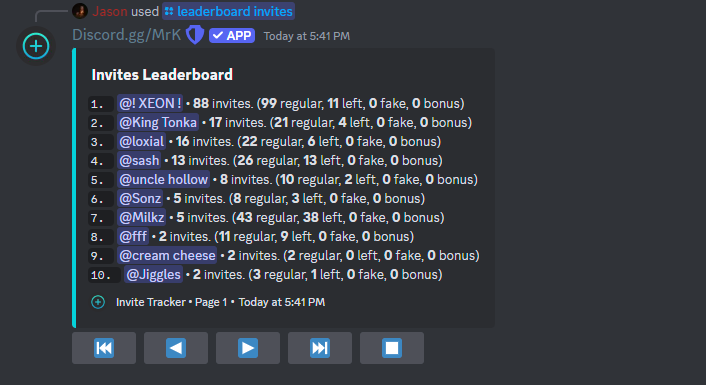 Jason used leaderboard invites
Discord.gg/MrK APP Today at 5:41 PM
Invites Leaderboard
1. @! XEON ! • 88 invites. (99 regular, 11 left, 0 fake, 0 bonus)
2. @King Tonka • 17 invites. (21 regular, 4 left, 0 fake, 0 bonus)
3. @loxial • 16 invites. (22 regular, 6 left, 0 fake, 0 bonus)
4. @sash • 13 invites. (26 regular, 13 left, 0 fake, 0 bonus)
5. @uncle hollow • 8 invites. (10 regular, 2 left, 0 fake, 0 bonus)
6. @Sonz • 5 invites. (8 regular, 3 left, 0 fake, 0 bonus)
7. @Milkz • 5 invites. (43 regular, 38 left, 0 fake, 0 bonus)
8. @fff • 2 invites. (11 regular, 9 left, 0 fake, 0 bonus)
9. @cream cheese • 2 invites. (2 regular, 0 left, 0 fake, 0 bonus)
10. @Jiggles • 2 invites. (3 regular, 1 left, 0 fake, 0 bonus)
Invite Tracker • Page 1 • Today at 5:41 PM